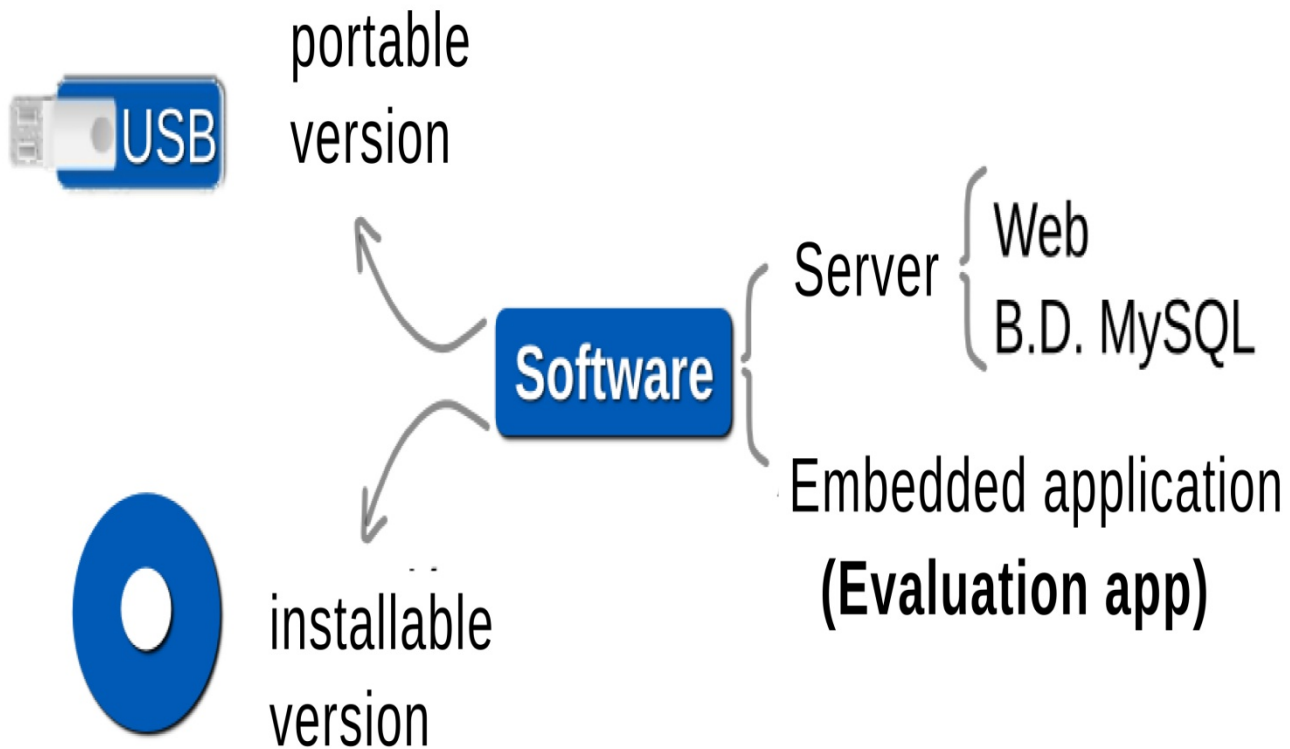 USB
portable
version
Software
Server
Web
B.D. MySQL
Embedded application
(Evaluation app)
installable
version